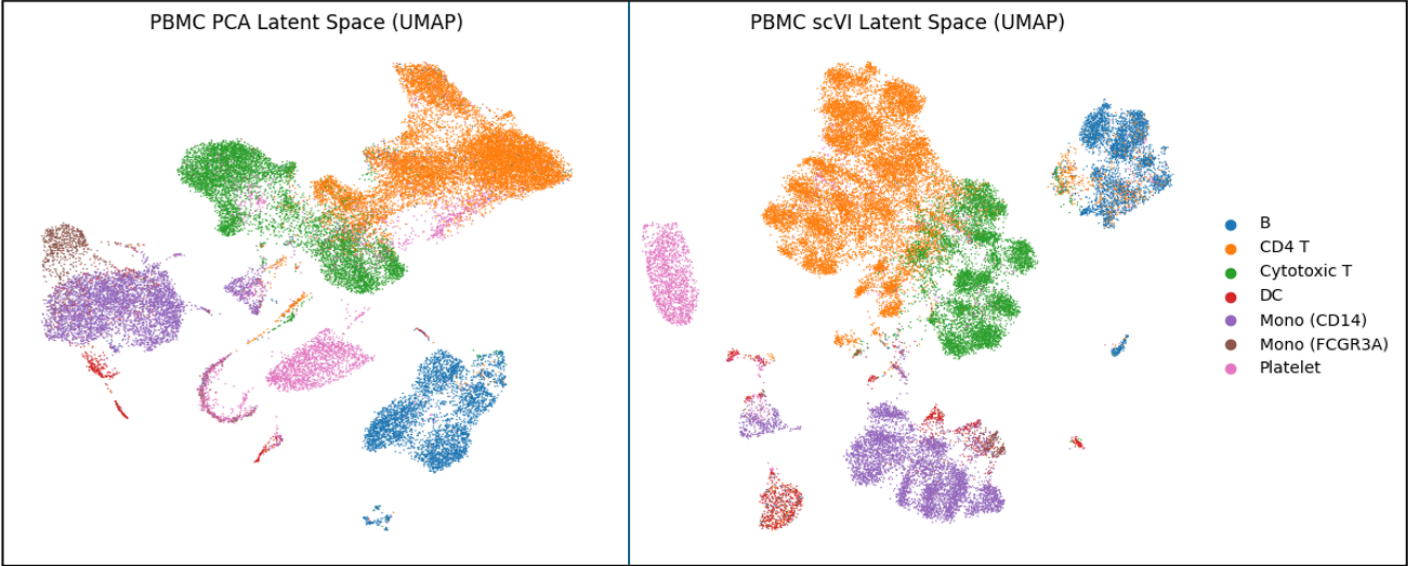 PBMC PCA Latent Space (UMAP)
PBMC scVI Latent Space (UMAP)
B
CD4 T
Cytotoxic T
DC
Mono (CD14)
Mono (FCGR3A)
Platelet